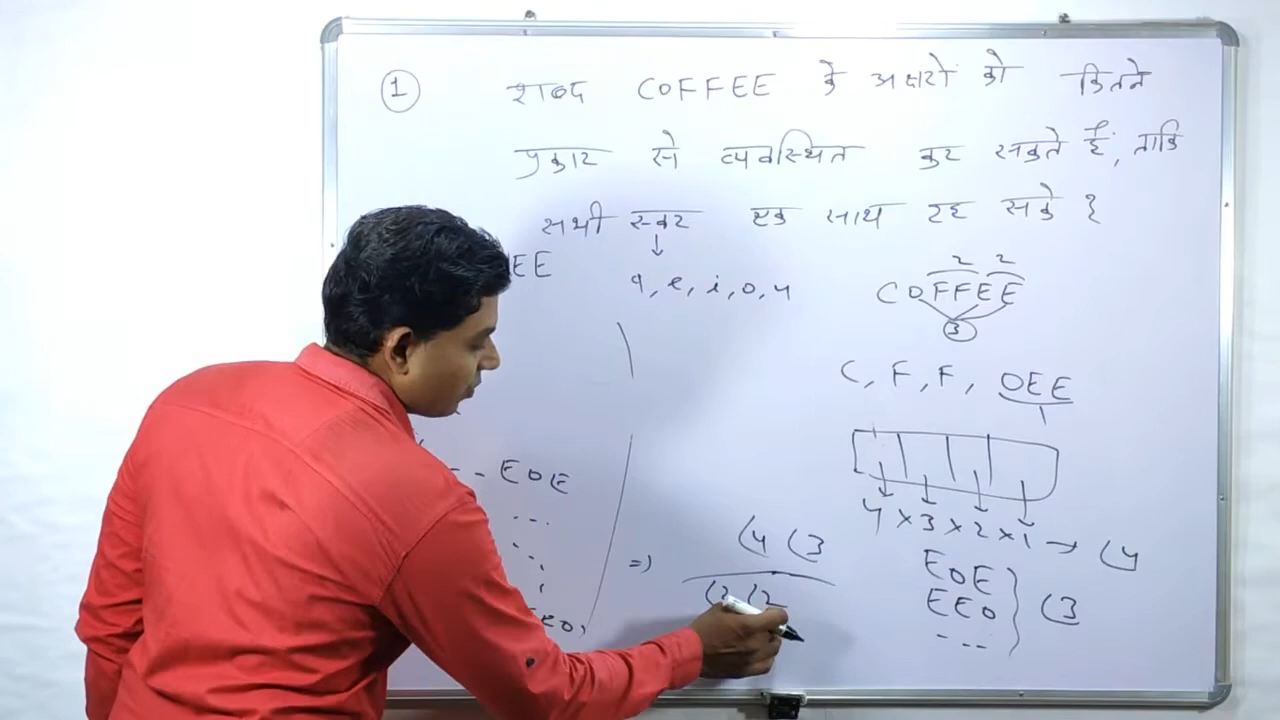 1 शब्द COFFEE के अक्षरों को कितने
प्रकार से व्यवस्थित कर सकते हैं, ताकि
सभी स्वर एक साथ रह सके ?
EE
a, e, i, o, u
2 2
COFFEE
3
C, F, F, OEE
- - EOE
4 x 3 x 2 x 1 → ⌊4
=) ⌊4 ⌊3
⌊2 ⌊2
EOE
EEO } ⌊3
- - -
EO,